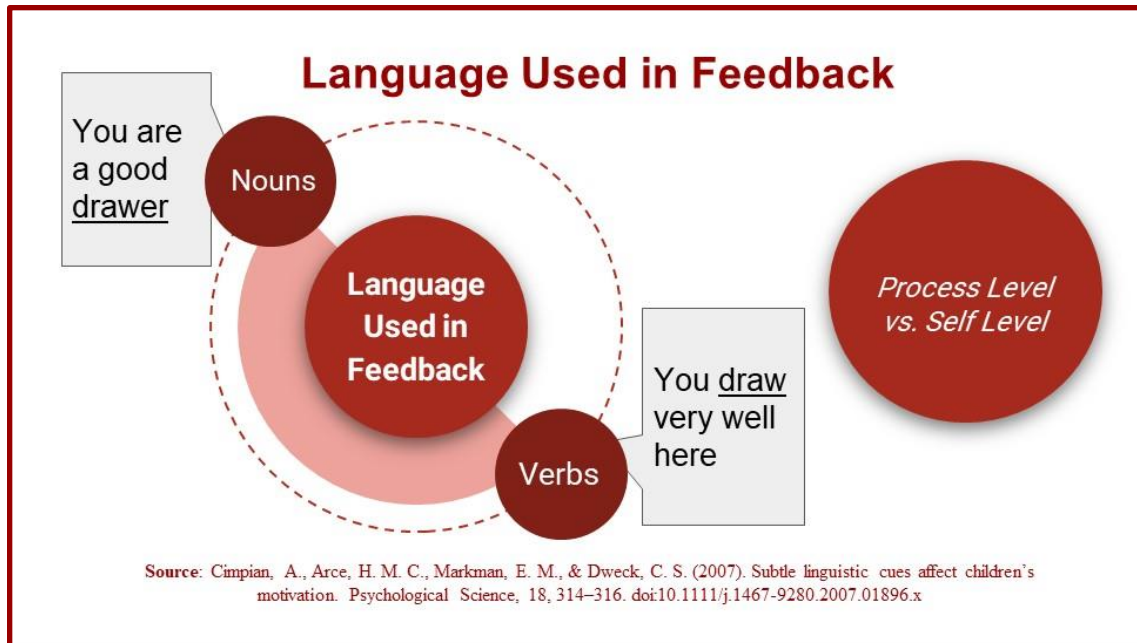 Language Used in Feedback
You are
a good
drawer
Nouns
Language
Used in
Feedback
Process Level
vs. Self Level
You draw
very well
here
Verbs
Source: Cimpian, A., Arce, H. M. C., Markman, E. M., & Dweck, C. S. (2007). Subtle linguistic cues affect children’s
motivation. Psychological Science, 18, 314–316. doi:10.1111/j.1467-9280.2007.01896.x